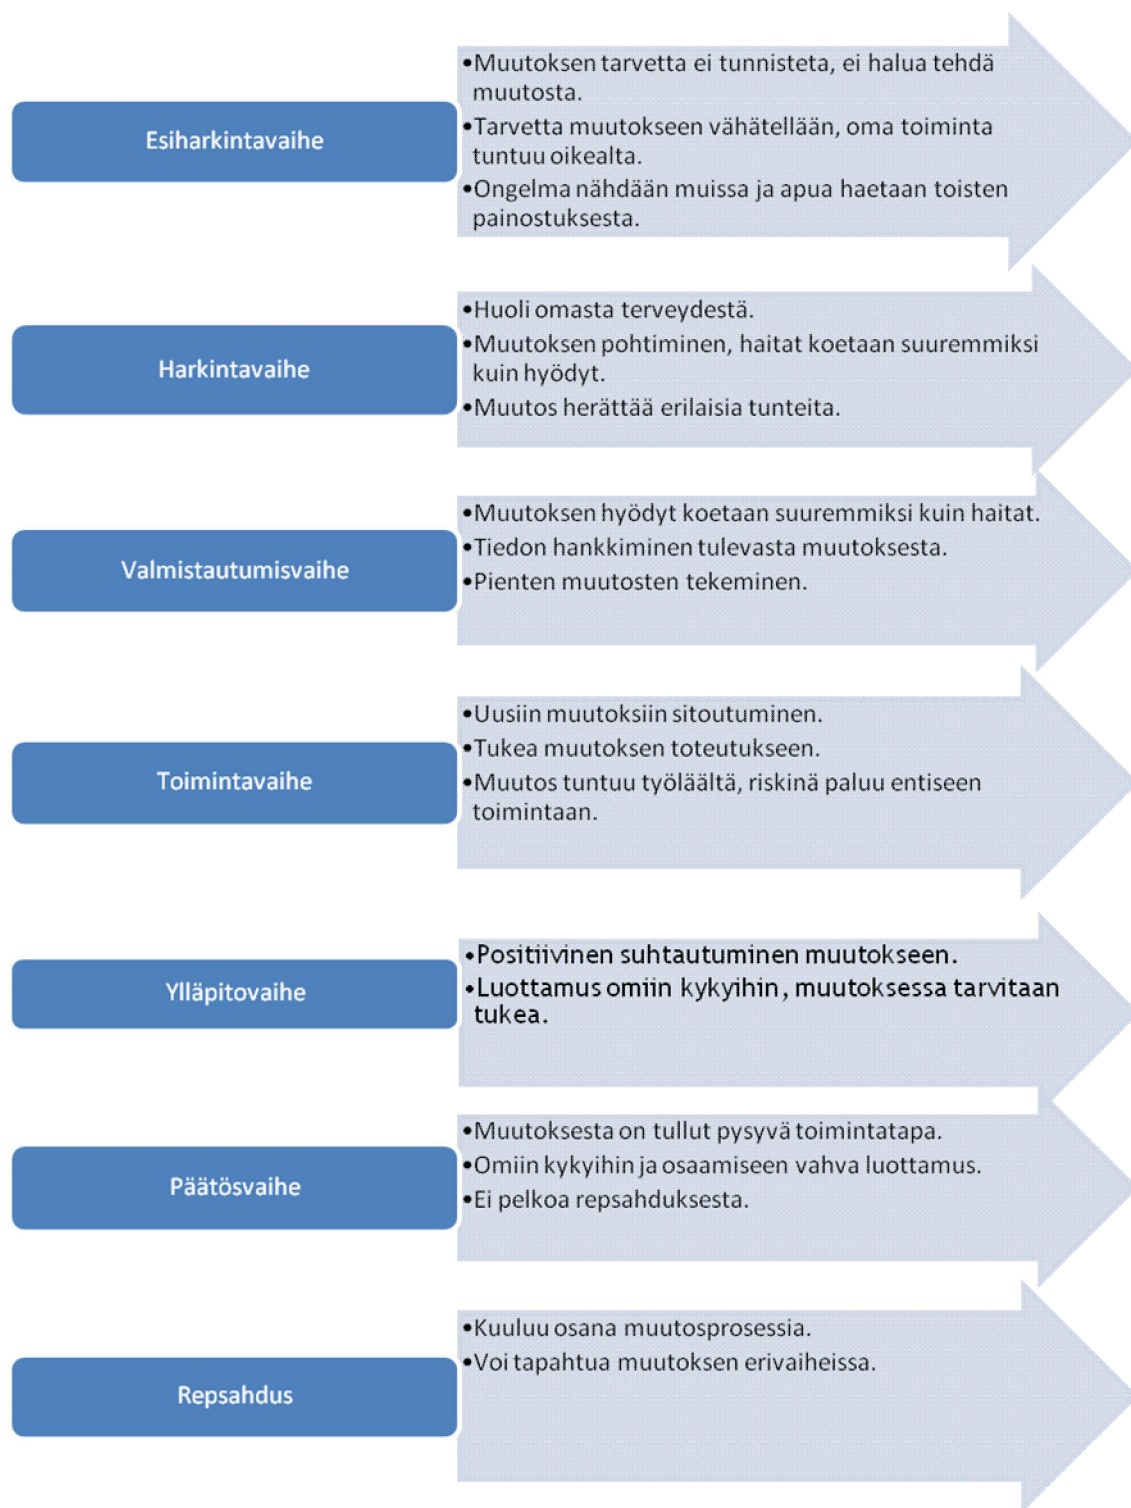 Esiharkintavaihe
•Muutoksen tarvetta ei tunnisteta, ei halua tehdä
muutosta.
•Tarvetta muutokseen vähätellään, oma toiminta
tuntuu oikealta.
•Ongelma nähdään muissa ja apua haetaan toisten
painostuksesta.
Harkintavaihe
•Huoli omasta terveydestä.
•Muutoksen pohtiminen, haitat koetaan suuremmiksi
kuin hyödyt.
•Muutos herättää erilaisia tunteita.
Valmistautumisvaihe
•Muutoksen hyödyt koetaan suuremmiksi kuin haitat.
•Tiedon hankkiminen tulevasta muutoksesta.
•Pienten muutosten tekeminen.
Toimintavaihe
•Uusiin muutoksiin sitoutuminen.
•Tukea muutoksen toteutukseen.
•Muutos tuntuu työläältä, riskinä paluu entiseen
toimintaan.
Ylläpitovaihe
•Positiivinen suhtautuminen muutokseen.
•Luottamus omiin kykyihin, muutoksessa tarvitaan
tukea.
Päätösvaihe
•Muutoksesta on tullut pysyvä toimintatapa.
•Omiin kykyihin ja osaamiseen vahva luottamus.
•Ei pelkoa repsahduksesta.
Repsahdus
•Kuuluu osana muutosprosessia.
•Voi tapahtua muutoksen erivaiheissa.